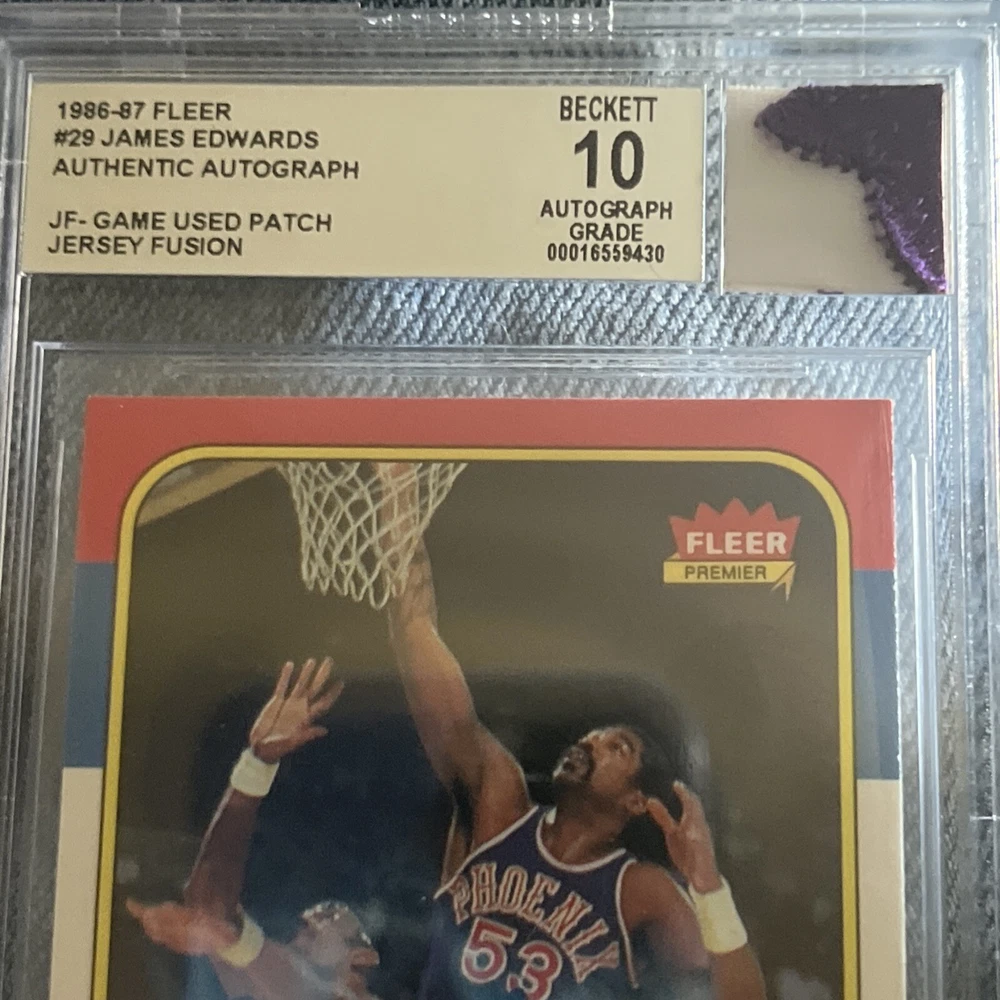 1986-87 FLEER
#29 JAMES EDWARDS
AUTHENTIC AUTOGRAPH
JF- GAME USED PATCH
JERSEY FUSION
BECKETT
10
AUTOGRAPH
GRADE
00016559430
FLEER
PREMIER
PHOENIX
53